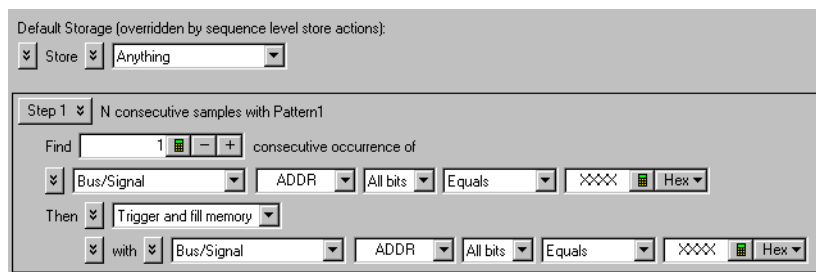 Default Storage (overridden by sequence level store actions):
Store Anything
Step 1 N consecutive samples with Pattern1
Find 1 - + consecutive occurrence of
Bus/Signal ADDR All bits Equals XXXX Hex
Then Trigger and fill memory
with Bus/Signal ADDR All bits Equals XXXX Hex